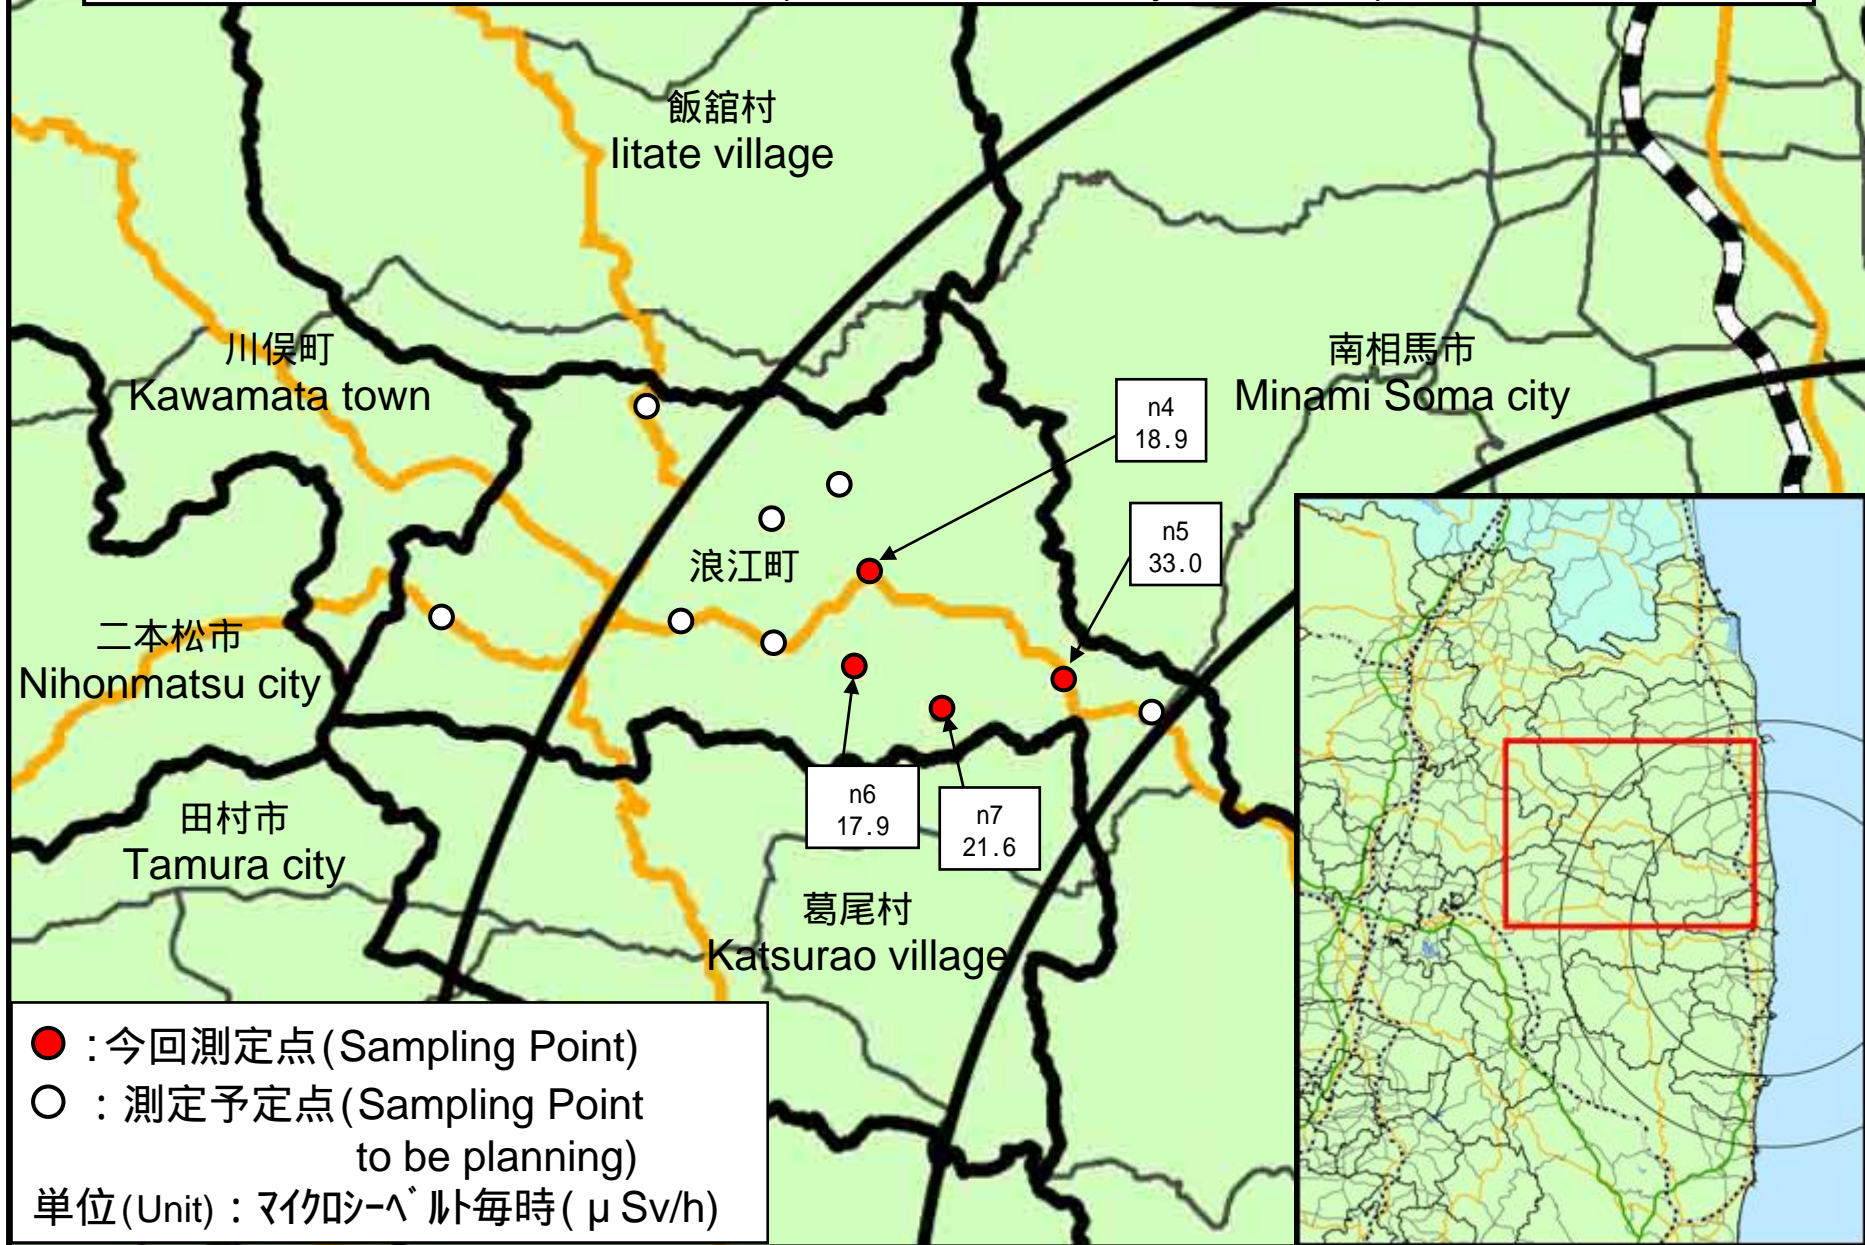 飯舘村
Iitate village
川俣町
Kawamata town
南相馬市
Minami Soma city
n4
18.9
n5
33.0
浪江町
二本松市
Nihonmatsu city
n6
17.9
n7
21.6
田村市
Tamura city
葛尾村
Katsurao village
:今回測定点(Sampling Point)
:測定予定点(Sampling Point
to be planning)
単位(Unit):マイクロシーベルト毎時(μSv/h)